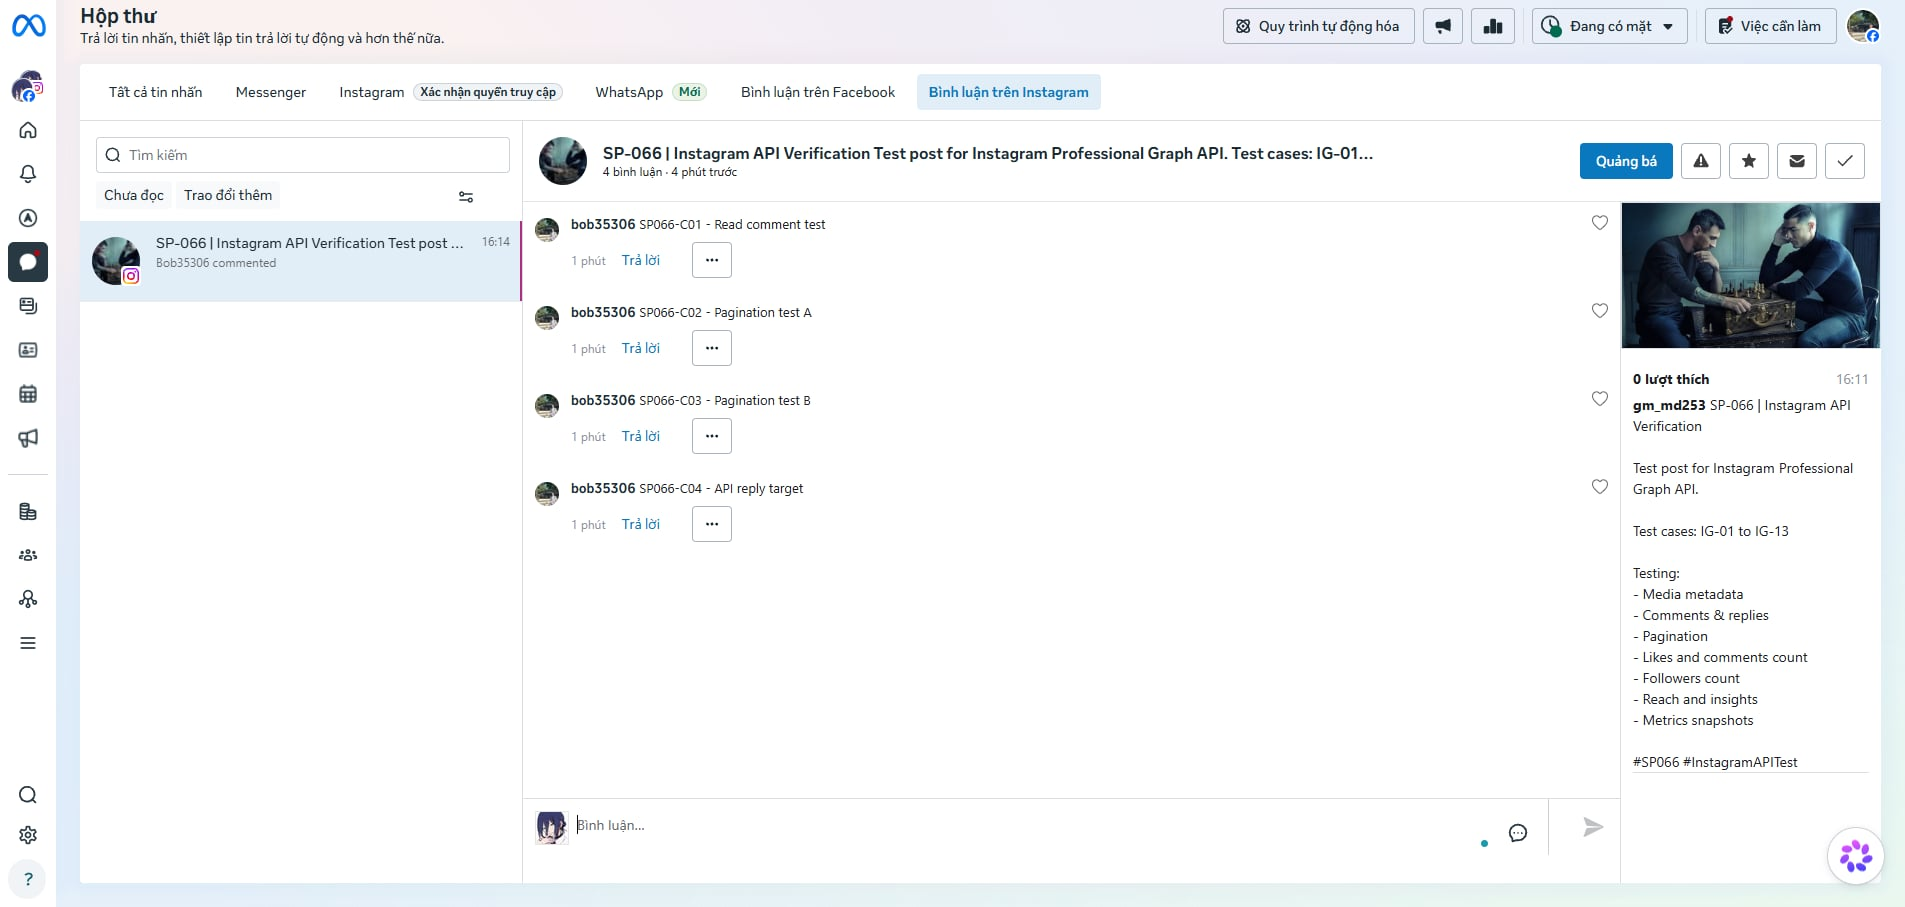 Hộp thư
Trả lời tin nhắn, thiết lập tin trả lời tự động và hơn thế nữa.
Quy trình tự động hóa
Đang có mặt
Việc cần làm
Tất cả tin nhắn
Messenger
Instagram
Xác nhận quyền truy cập
WhatsApp
Mới
Bình luận trên Facebook
Bình luận trên Instagram
Tìm kiếm
Chưa đọc
Trao đổi thêm
SP-066 | Instagram API Verification Test post ...
16:14
Bob35306 commented
SP-066 | Instagram API Verification Test post for Instagram Professional Graph API. Test cases: IG-01...
4 bình luận · 4 phút trước
Quảng bá
bob35306 SP066-C01 - Read comment test
1 phút
Trả lời
bob35306 SP066-C02 - Pagination test A
1 phút
Trả lời
bob35306 SP066-C03 - Pagination test B
1 phút
Trả lời
bob35306 SP066-C04 - API reply target
1 phút
Trả lời
Bình luận...
0 lượt thích
16:11
gm_md253 SP-066 | Instagram API
Verification
Test post for Instagram Professional
Graph API.
Test cases: IG-01 to IG-13
Testing:
- Media metadata
- Comments & replies
- Pagination
- Likes and comments count
- Followers count
- Reach and insights
- Metrics snapshots
#SP066 #InstagramAPITest
?